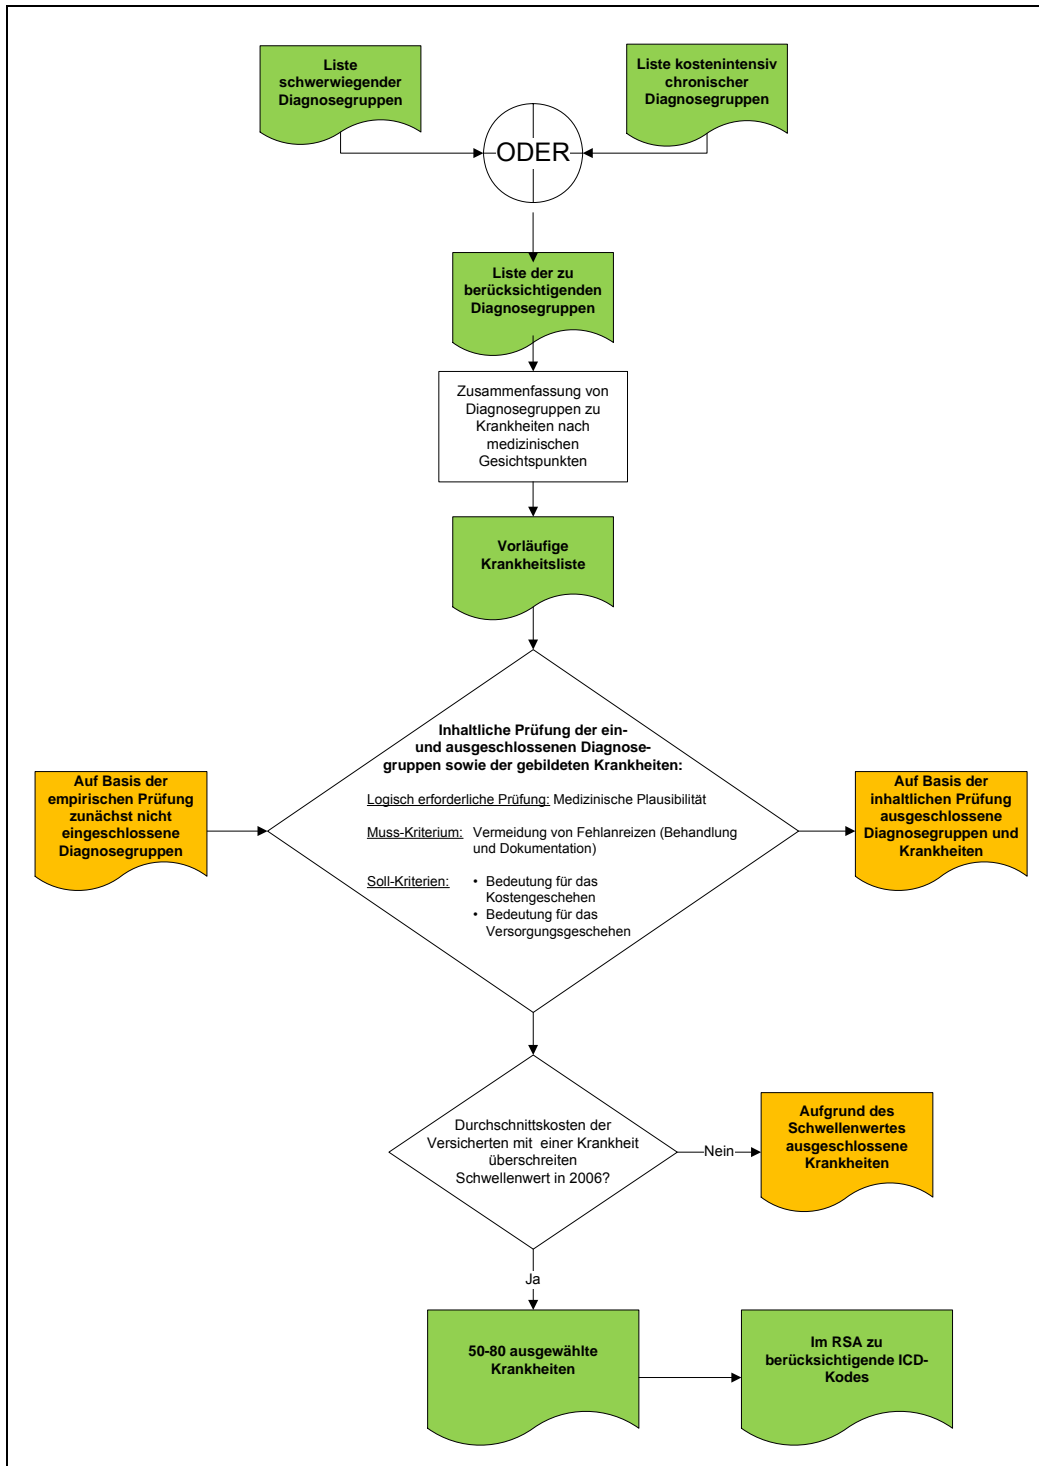 Liste
schwerwiegender
Diagnosegruppen
Liste kostenintensiv
chronischer
Diagnosegruppen
ODER
Liste der zu
berücksichtigenden
Diagnosegruppen
Zusammenfassung von
Diagnosegruppen zu
Krankheiten nach
medizinischen
Gesichtspunkten
Vorläufige
Krankheitsliste
Inhaltliche Prüfung der ein-
und ausgeschlossenen Diagnose-
gruppen sowie der gebildeten Krankheiten:
Logisch erforderliche Prüfung: Medizinische Plausibilität
Muss-Kriterium: Vermeidung von Fehlanreizen (Behandlung
und Dokumentation)
Soll-Kriterien: • Bedeutung für das
Kostengeschehen
• Bedeutung für das
Versorgungsgeschehen
Auf Basis der
empirischen Prüfung
zunächst nicht
eingeschlossene
Diagnosegruppen
Auf Basis der
inhaltlichen Prüfung
ausgeschlossene
Diagnosegruppen und
Krankheiten
Durchschnittskosten der
Versicherten mit einer Krankheit
überschreiten
Schwellenwert in 2006?
Nein
Aufgrund des
Schwellenwertes
ausgeschlossene
Krankheiten
Ja
50-80 ausgewählte
Krankheiten
Im RSA zu
berücksichtigende ICD-
Kodes